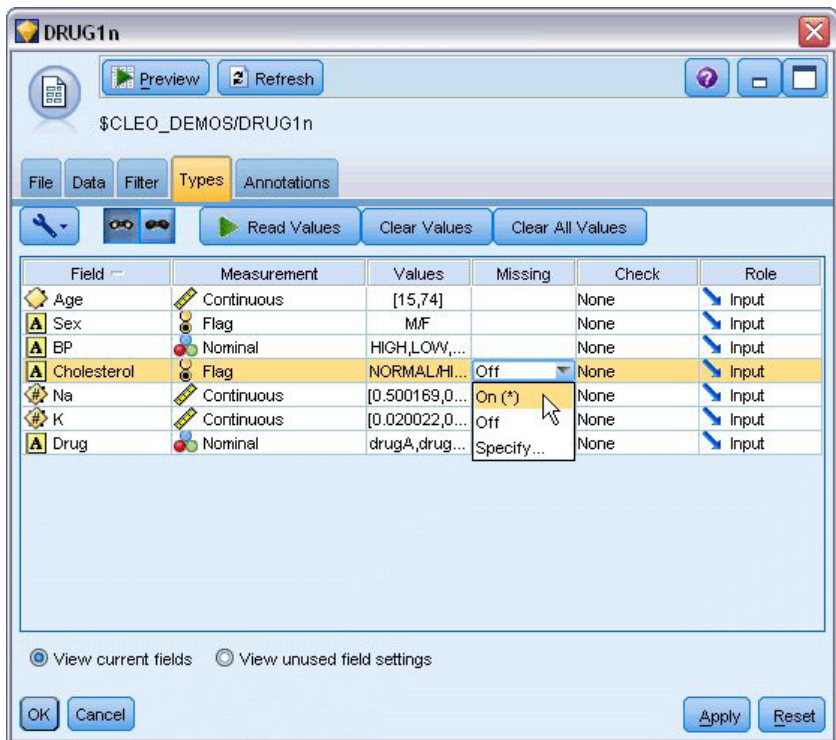 DRUG1n
Preview Refresh
$CLEO_DEMOS/DRUG1n
File Data Filter Types Annotations
Read Values Clear Values Clear All Values
Field Measurement Values Missing Check Role
Age Continuous [15,74] None Input
A Sex Flag M/F None Input
A BP Nominal HIGH,LOW,... None Input
A Cholesterol Flag NORMAL/HI... Off None Input
# Na Continuous [0.500169,0... On (*) None Input
# K Continuous [0.020022,0... Off None Input
A Drug Nominal drugA,drug... Specify... None Input
View current fields View unused field settings
OK Cancel Apply Reset